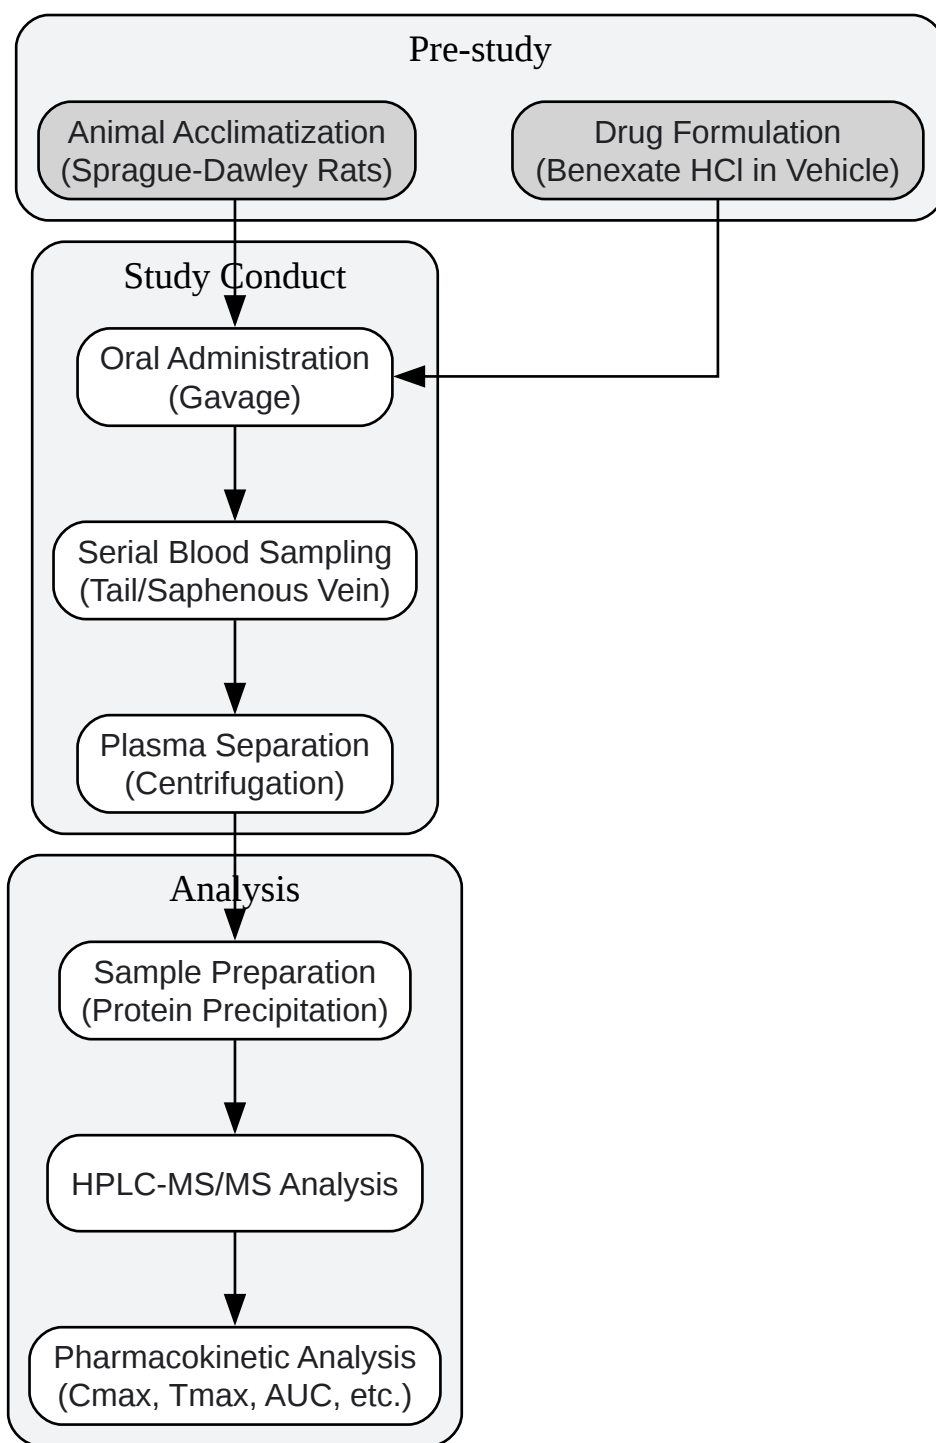 Pre-study
Animal Acclimatization
(Sprague-Dawley Rats)
Drug Formulation
(Benexate HCl in Vehicle)
Study Conduct
Oral Administration
(Gavage)
Serial Blood Sampling
(Tail/Saphenous Vein)
Plasma Separation
(Centrifugation)
Analysis
Sample Preparation
(Protein Precipitation)
HPLC-MS/MS Analysis
Pharmacokinetic Analysis
(Cmax, Tmax, AUC, etc.)